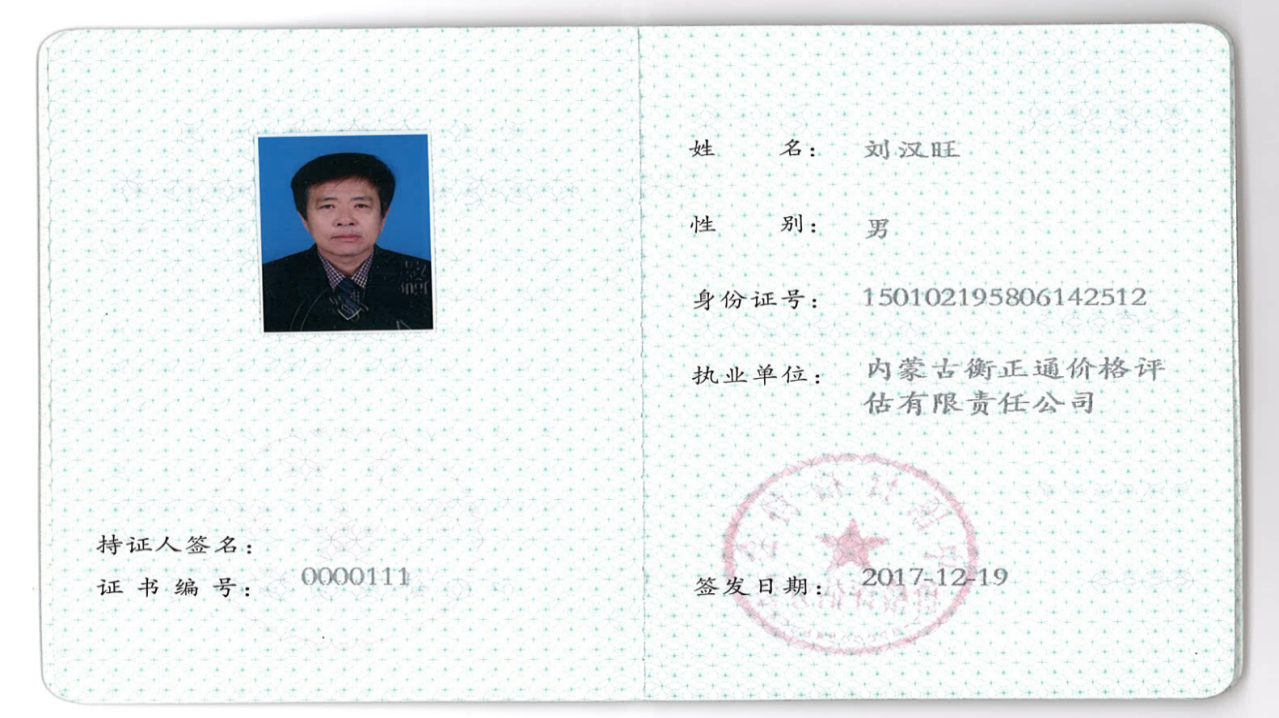 持证人签名：
证书编号： 0000111
姓名： 刘汉旺
性别： 男
身份证号： 150102195806142512
执业单位： 内蒙古衡正通价格评
估有限责任公司
签发日期： 2017-12-19